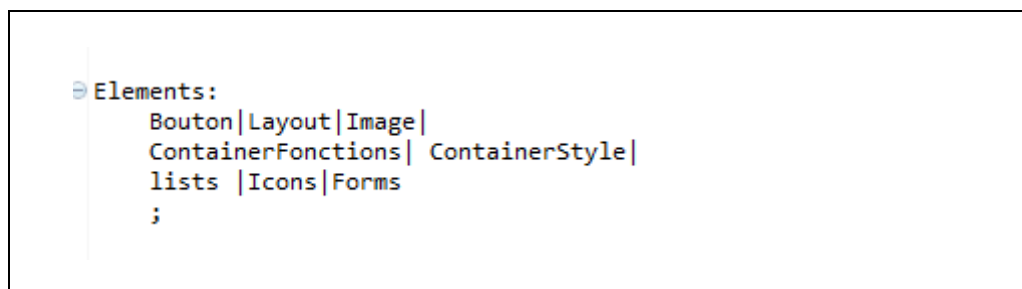 Elements:
Bouton|Layout|Image|
ContainerFonctions| ContainerStyle|
lists |Icons|Forms
;